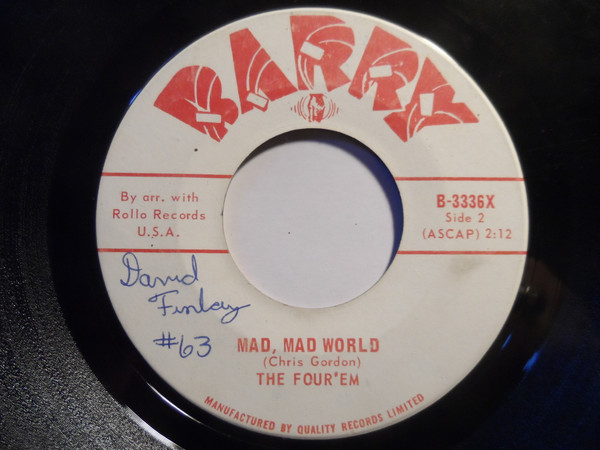 BARRY
By arr. with
Rollo Records
U.S.A.
B-3336X
Side 2
(ASCAP) 2:12
David
Finlay
#63
MAD, MAD WORLD
(Chris Gordon)
THE FOUR'EM
MANUFACTURED BY QUALITY RECORDS LIMITED